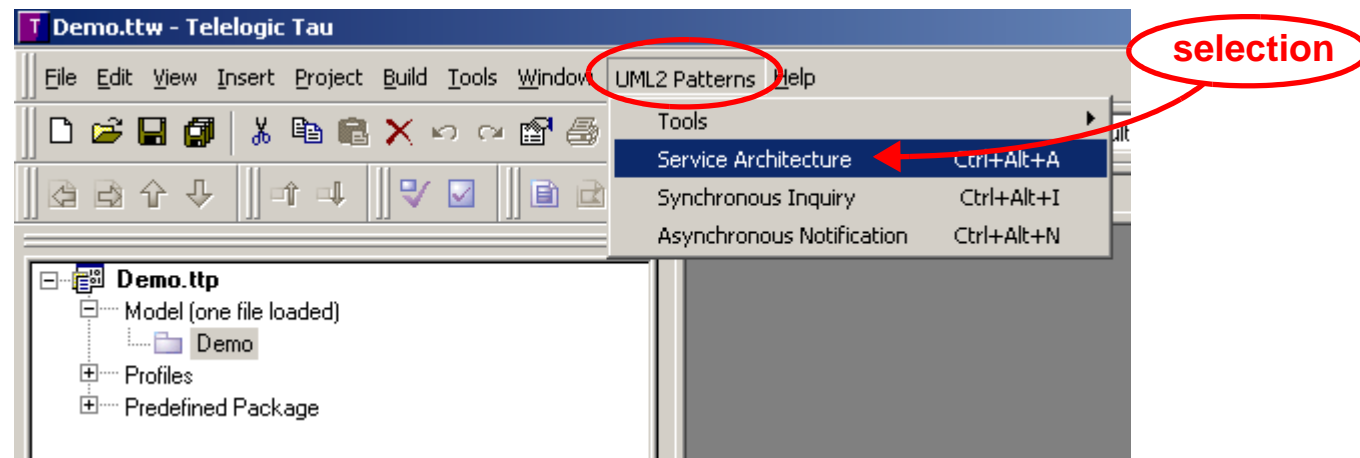 Demo.ttw - Telelogic Tau
selection
File Edit View Insert Project Build Tools Window UML2 Patterns Help
Tools
Service Architecture Ctrl+Alt+A
Synchronous Inquiry Ctrl+Alt+I
Asynchronous Notification Ctrl+Alt+N
Demo.ttp
Model (one file loaded)
Demo
Profiles
Predefined Package